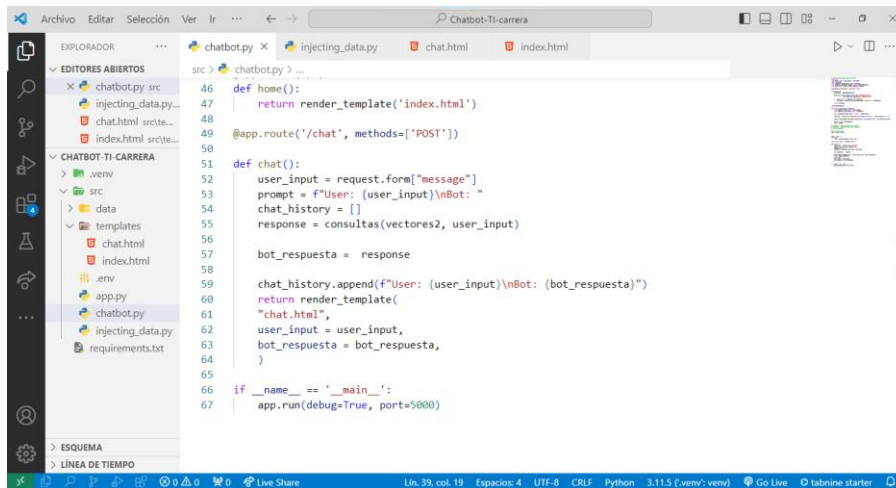 Archivo Editar Selección Ver Ir ... Chatbot-TI-carrera
EXPLORADOR ...
chatbot.py injecting_data.py chat.html index.html
EDITORES ABIERTOS
chatbot.py src
injecting_data.py...
chat.html src\te...
index.html src\te...
CHATBOT-TI-CARRERA
.venv
src
data
templates
chat.html
index.html
.env
app.py
chatbot.py
injecting_data.py
requirements.txt
ESQUEMA
LÍNEA DE TIEMPO
4
src > chatbot.py > ...
46 def home():
47 return render_template('index.html')
48
49 @app.route('/chat', methods=['POST'])
50
51 def chat():
52 user_input = request.form["message"]
53 prompt = f"User: {user_input}\nBot: "
54 chat_history = []
55 response = consultas(vectores2, user_input)
56
57 bot_respuesta = response
58
59 chat_history.append(f"User: {user_input}\nBot: {bot_respuesta}")
60 return render_template(
61 "chat.html",
62 user_input = user_input,
63 bot_respuesta = bot_respuesta,
64 )
65
66 if __name__ == '__main__':
67 app.run(debug=True, port=5000)
0 0 0 Live Share Lín. 39, col. 19 Espacios: 4 UTF-8 CRLF Python 3.11.5 ('.venv': venv) Go Live tabnine starter